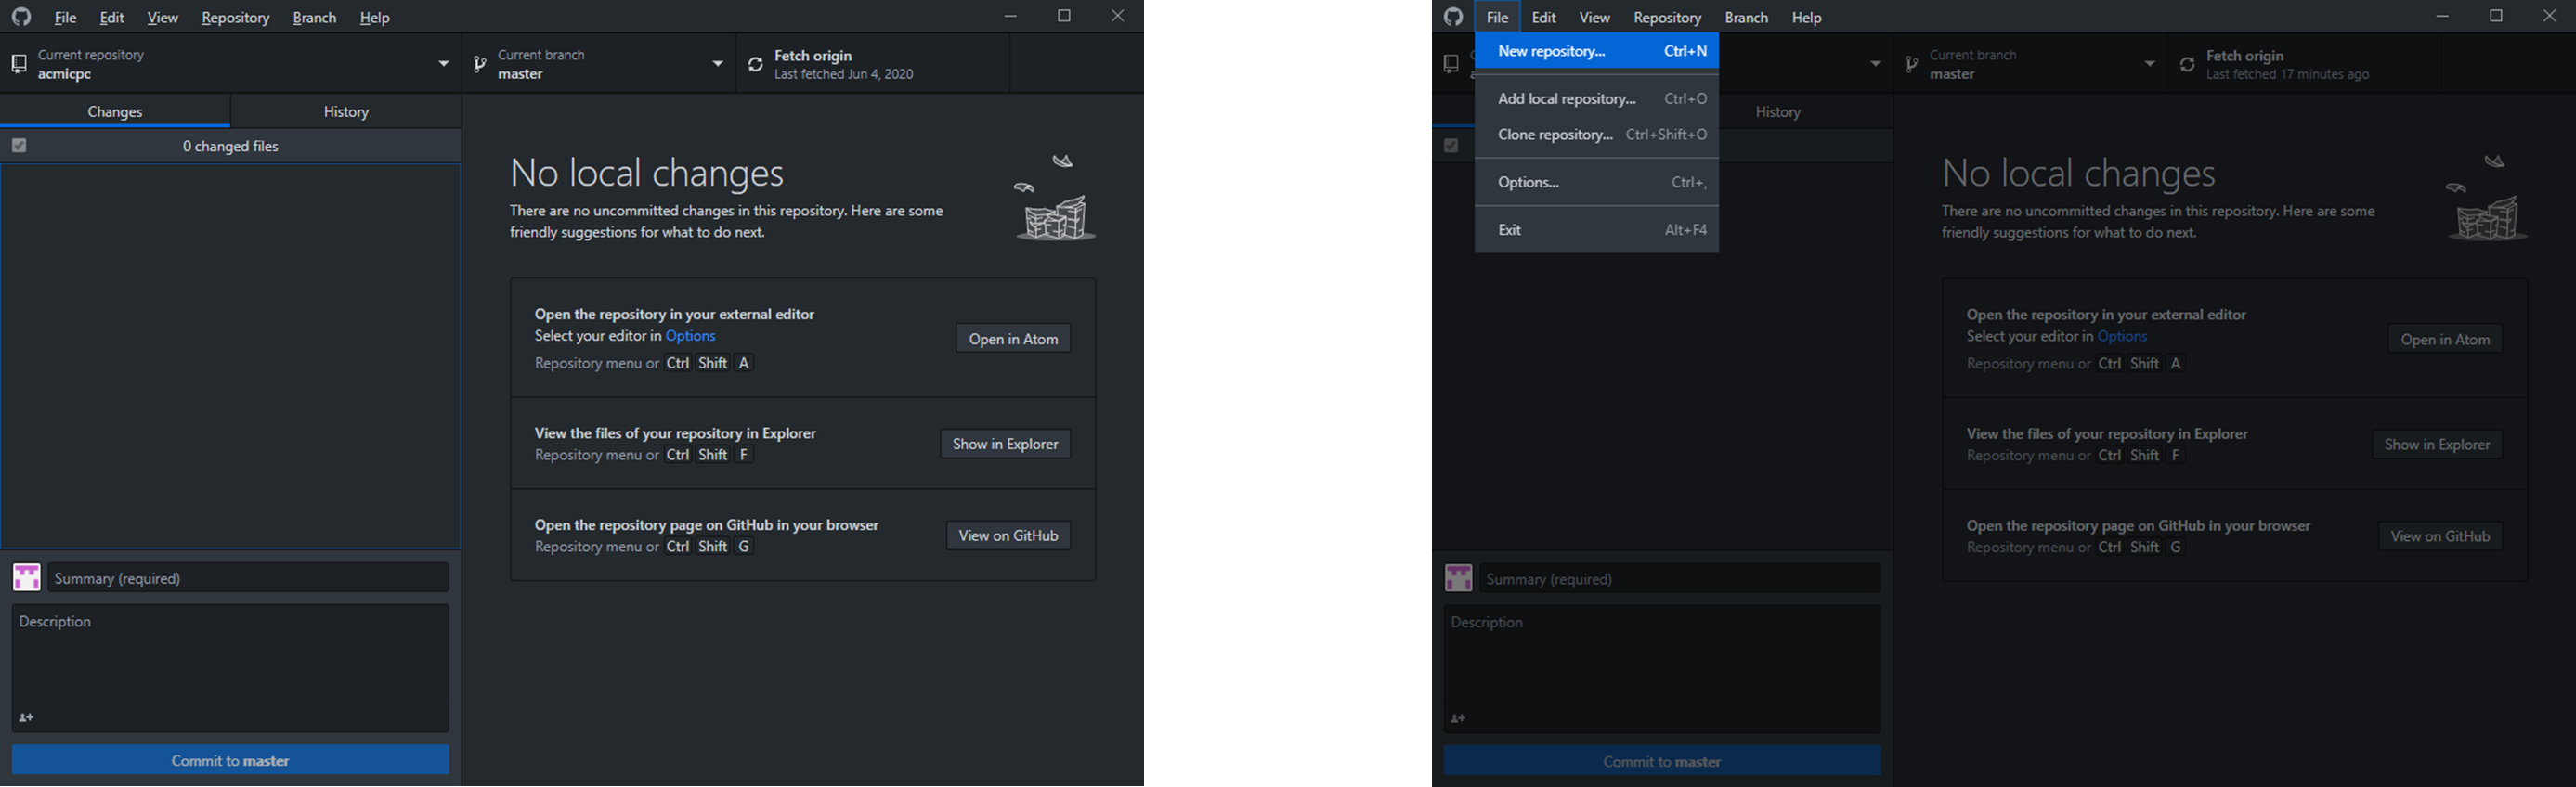 File Edit View Repository Branch Help
Current repository
acmicpc
Current branch
master
Fetch origin
Last fetched Jun 4, 2020
Changes History
0 changed files
No local changes
There are no uncommitted changes in this repository. Here are some
friendly suggestions for what to do next.
Open the repository in your external editor
Select your editor in Options
Repository menu or Ctrl Shift A
Open in Atom
View the files of your repository in Explorer
Repository menu or Ctrl Shift F
Show in Explorer
Open the repository page on GitHub in your browser
Repository menu or Ctrl Shift G
View on GitHub
Summary (required)
Description
Commit to master
File Edit View Repository Branch Help
New repository... Ctrl+N
Add local repository... Ctrl+O
Clone repository... Ctrl+Shift+O
Options... Ctrl+,
Exit Alt+F4
Current branch
master
Fetch origin
Last fetched 17 minutes ago
History
No local changes
There are no uncommitted changes in this repository. Here are some
friendly suggestions for what to do next.
Open the repository in your external editor
Select your editor in Options
Repository menu or Ctrl Shift A
Open in Atom
View the files of your repository in Explorer
Repository menu or Ctrl Shift F
Show in Explorer
Open the repository page on GitHub in your browser
Repository menu or Ctrl Shift G
View on GitHub
Summary (required)
Description
Commit to master